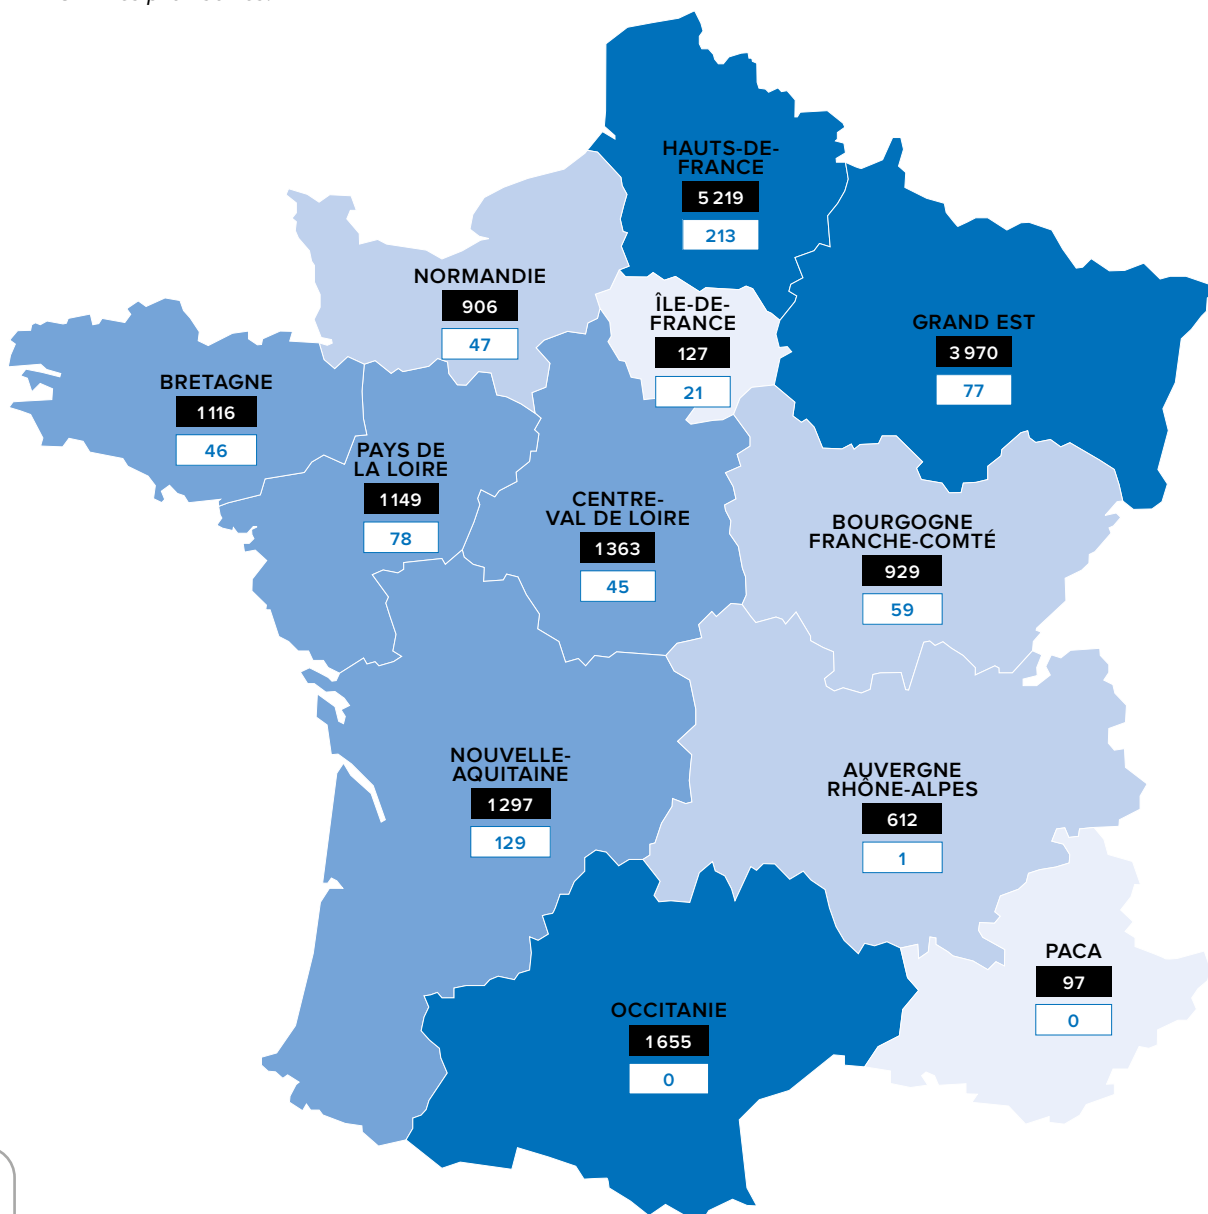 HAUTS-DE-
FRANCE
5 219
213
NORMANDIE
906
47
ÎLE-DE-
FRANCE
127
21
GRAND EST
3 970
77
BRETAGNE
1 116
46
PAYS DE
LA LOIRE
1 149
78
CENTRE-
VAL DE LOIRE
1 363
45
BOURGOGNE
FRANCHE-COMTÉ
929
59
NOUVELLE-
AQUITAINE
1 297
129
AUVERGNE
RHÔNE-ALPES
612
1
PACA
97
0
OCCITANIE
1 655
0